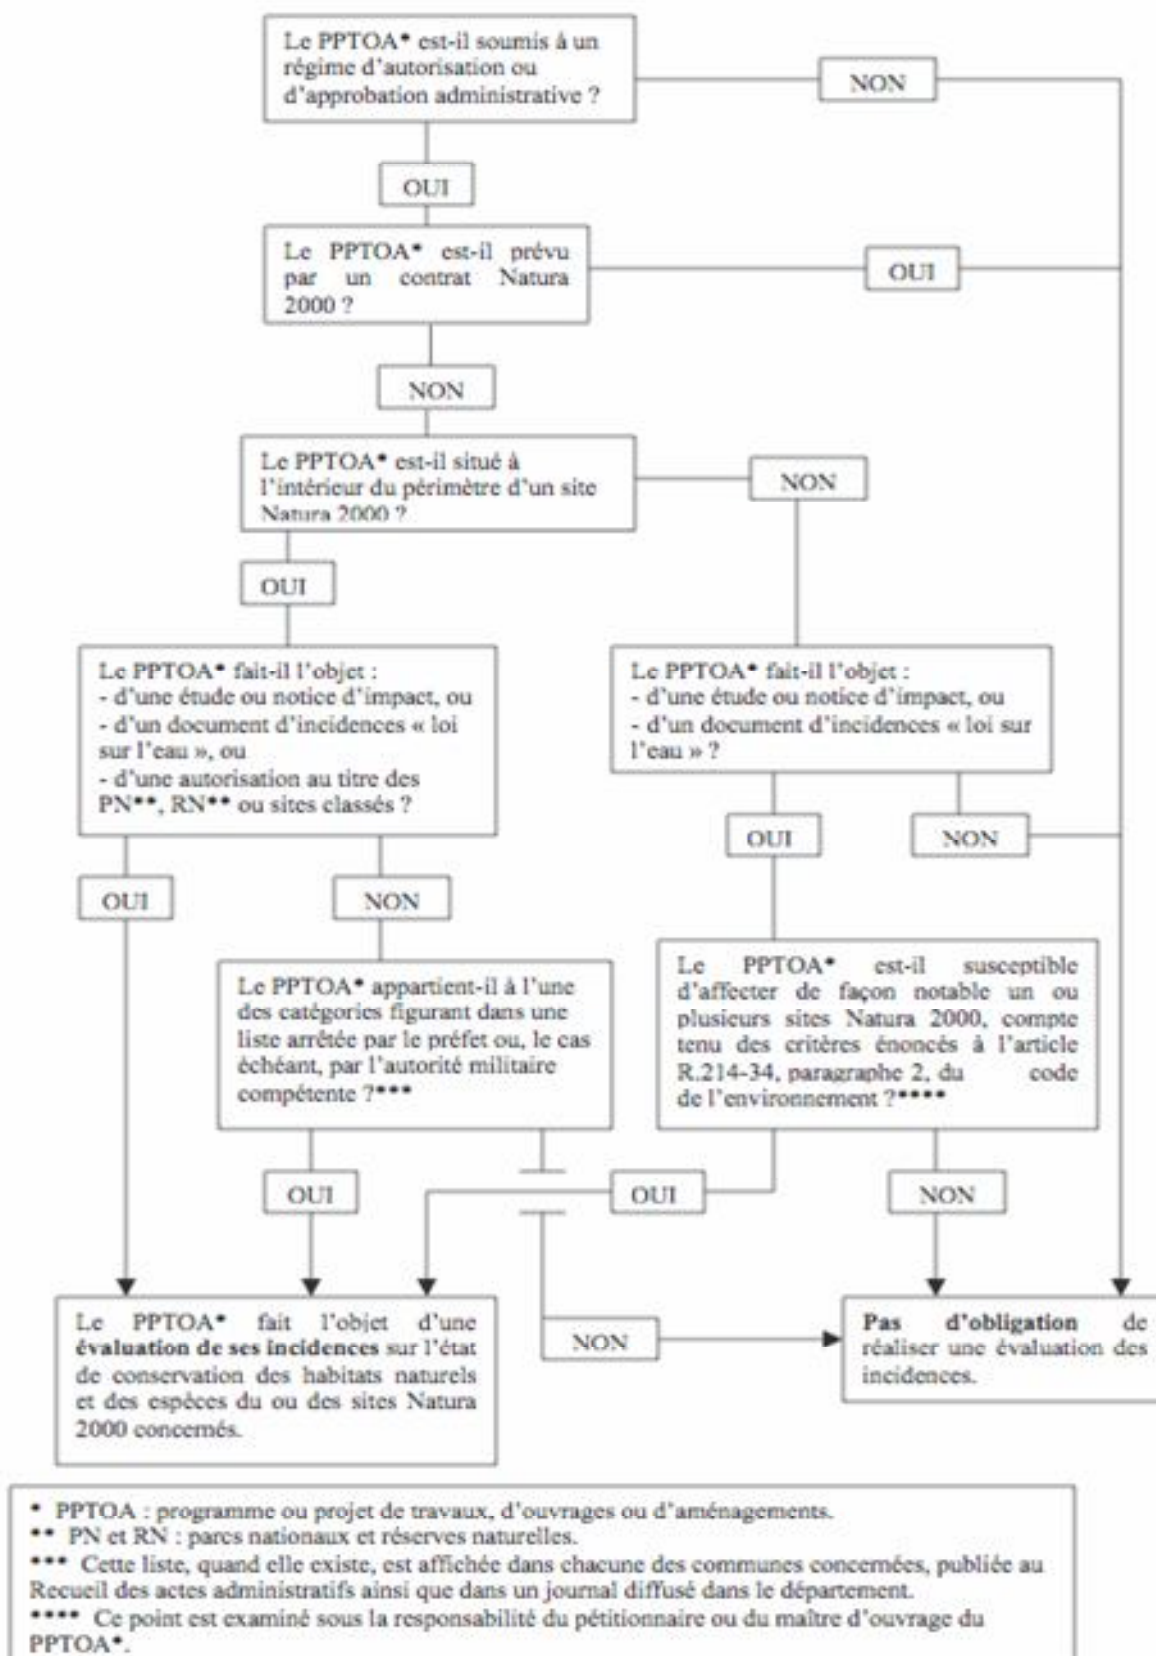 Le PPTOA* est-il soumis à un
régime d'autorisation ou
d'approbation administrative ?
NON
OUI
Le PPTOA* est-il prévu
par un contrat Natura
2000 ?
OUI
NON
Le PPTOA* est-il situé à
l'intérieur du périmètre d'un site
Natura 2000 ?
NON
OUI
Le PPTOA* fait-il l'objet :
- d'une étude ou notice d'impact, ou
- d'un document d'incidences « loi
sur l'eau », ou
- d'une autorisation au titre des
PN**, RN** ou sites classés ?
Le PPTOA* fait-il l'objet :
- d'une étude ou notice d'impact, ou
- d'un document d'incidences « loi sur
l'eau » ?
OUI
NON
OUI
NON
Le PPTOA* appartient-il à l'une
des catégories figurant dans une
liste arrêtée par le préfet ou, le cas
échéant, par l'autorité militaire
compétente ?***
Le PPTOA* est-il susceptible
d'affecter de façon notable un ou
plusieurs sites Natura 2000, compte
tenu des critères énoncés à l'article
R.214-34, paragraphe 2, du code
de l'environnement ?****
OUI
OUI
NON
Le PPTOA* fait l'objet d'une
évaluation de ses incidences sur l'état
de conservation des habitats naturels
et des espèces du ou des sites Natura
2000 concernés.
NON
Pas d'obligation de
réaliser une évaluation des
incidences.
* PPTOA : programme ou projet de travaux, d'ouvrages ou d'aménagements.
** PN et RN : parcs nationaux et réserves naturelles.
*** Cette liste, quand elle existe, est affichée dans chacune des communes concernées, publiée au
Recueil des actes administratifs ainsi que dans un journal diffusé dans le département.
**** Ce point est examiné sous la responsabilité du pétitionnaire ou du maître d'ouvrage du
PPTOA*.